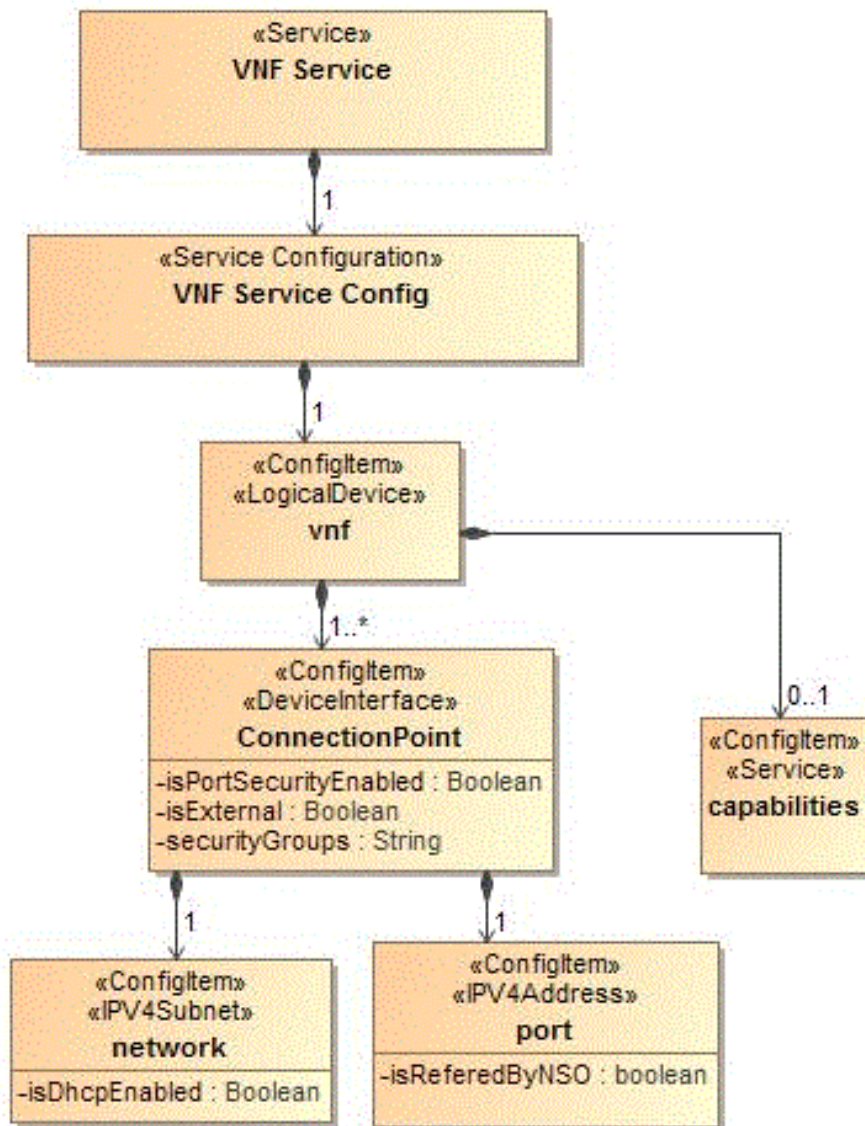 «Service»
VNF Service
1
«Service Configuration»
VNF Service Config
1
«ConfigItem»
«LogicalDevice»
vnf
1..*
0..1
«ConfigItem»
«DeviceInterface»
ConnectionPoint
-isPortSecurityEnabled : Boolean
-isExternal : Boolean
-securityGroups : String
«ConfigItem»
«Service»
capabilities
1
1
«ConfigItem»
«IPV4Subnet»
network
-isDhcpEnabled : Boolean
«ConfigItem»
«IPV4Address»
port
-isReferedByNSO : boolean